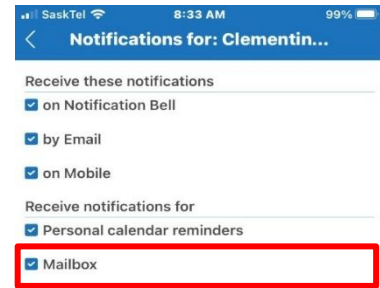 SaskTel 8:33 AM 99%
Notifications for: Clementin...
Receive these notifications
on Notification Bell
by Email
on Mobile
Receive notifications for
Personal calendar reminders
Mailbox